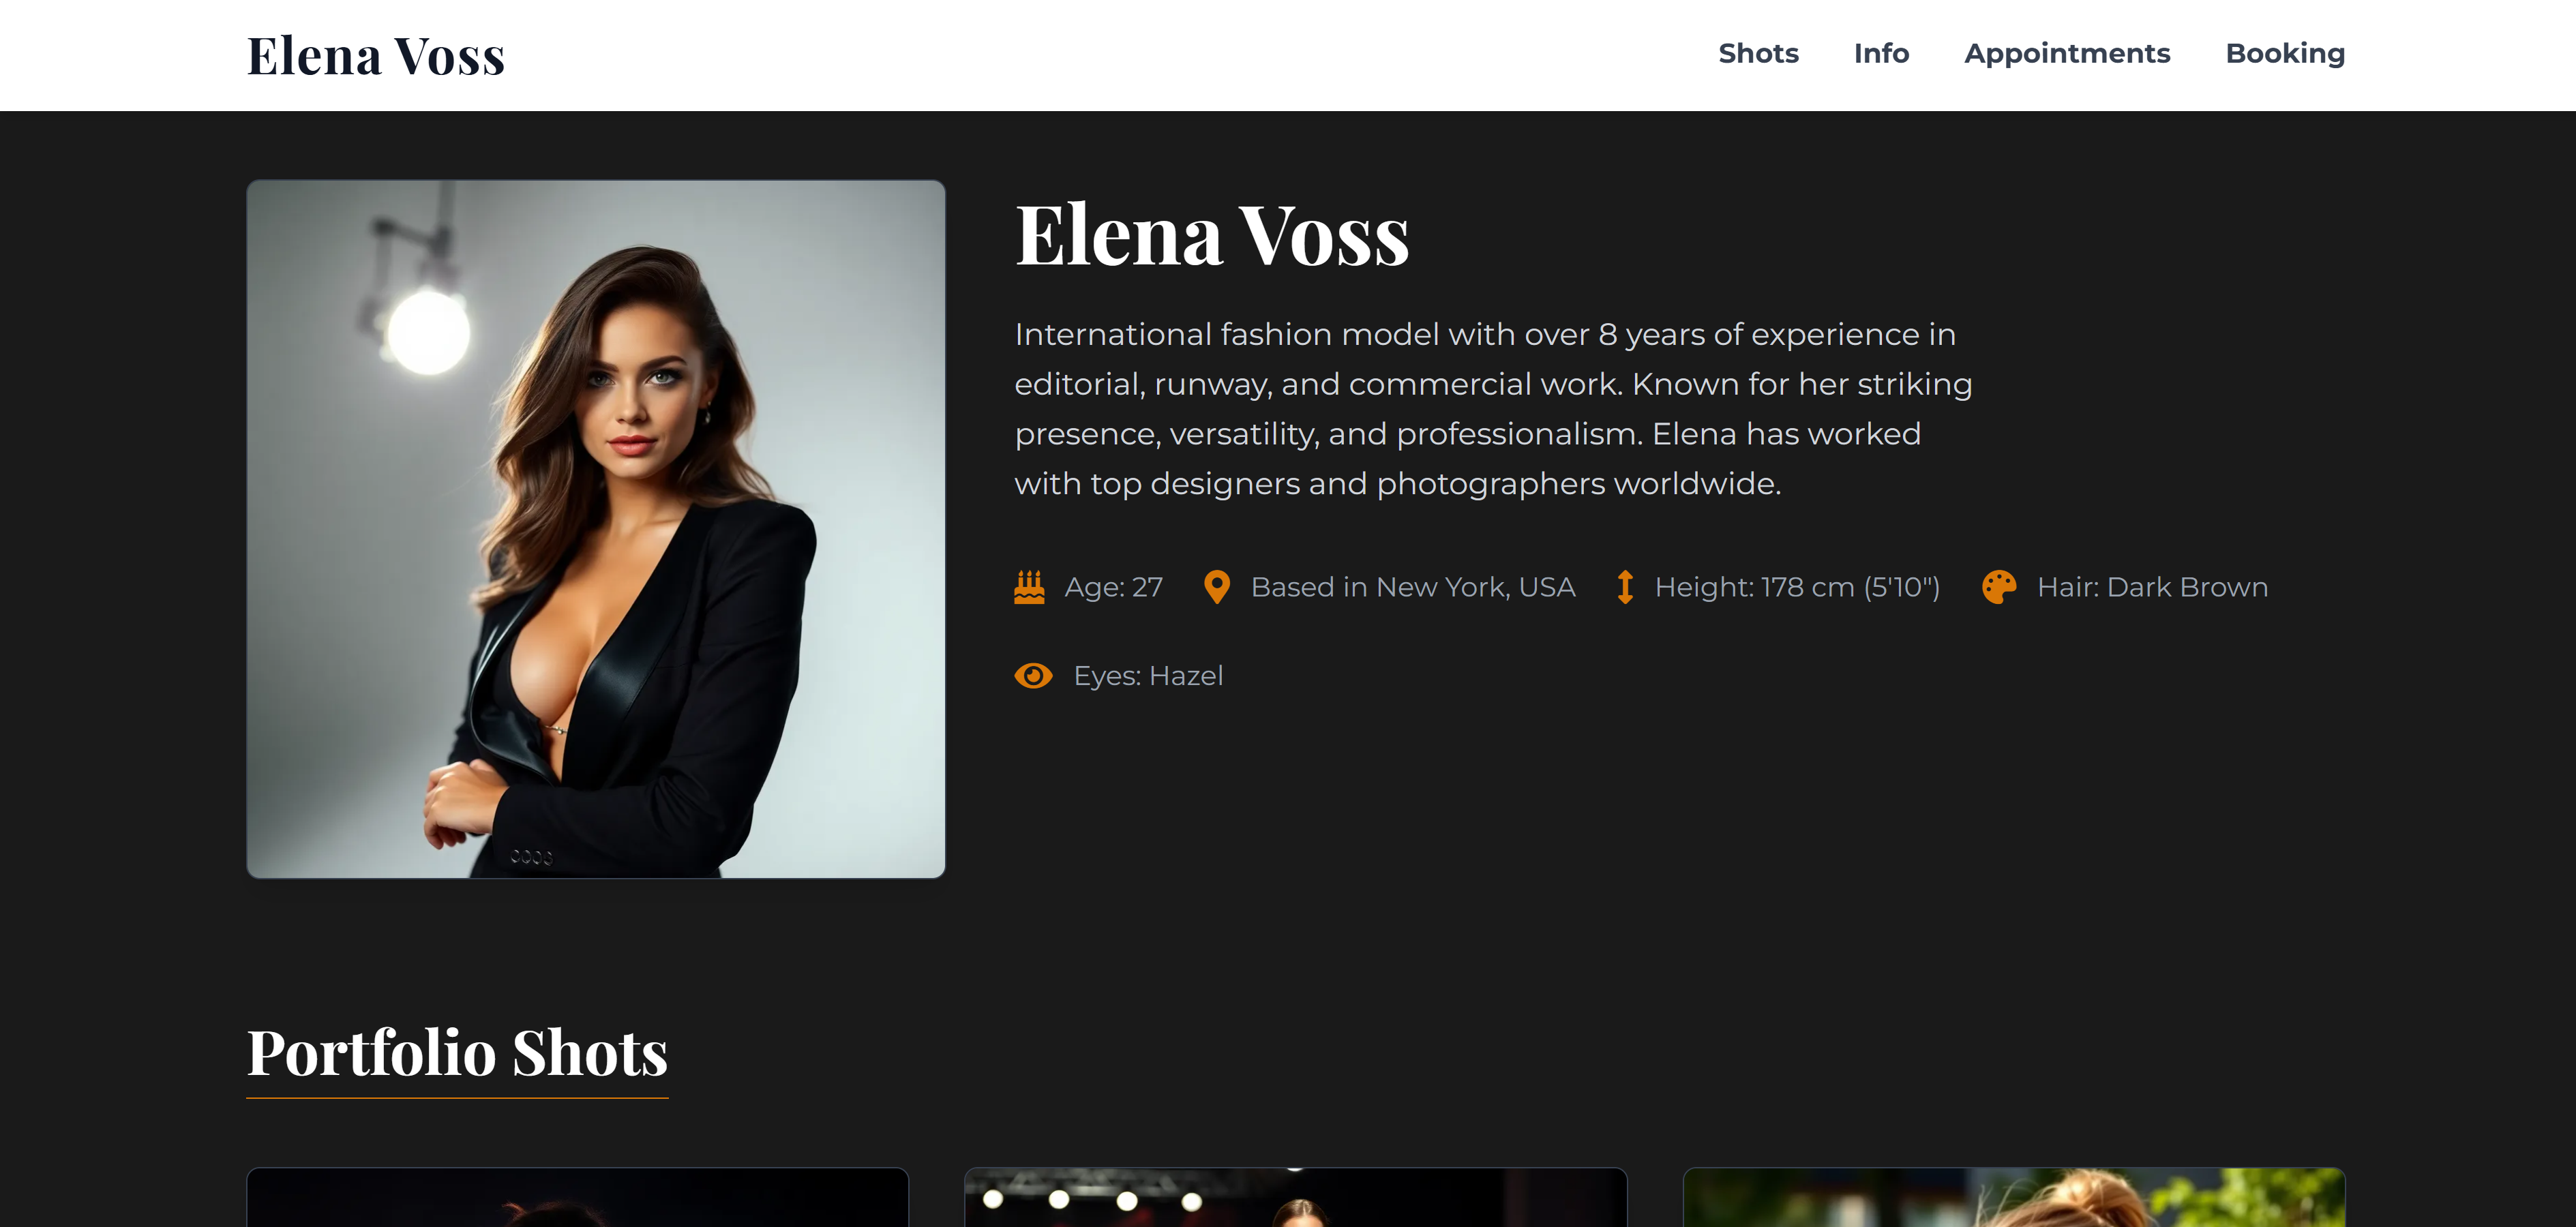 Elena Voss
Shots Info Appointments Booking
Elena Voss
International fashion model with over 8 years of experience in
editorial, runway, and commercial work. Known for her striking
presence, versatility, and professionalism. Elena has worked
with top designers and photographers worldwide.
Age: 27 Based in New York, USA Height: 178 cm (5'10") Hair: Dark Brown
Eyes: Hazel
Portfolio Shots